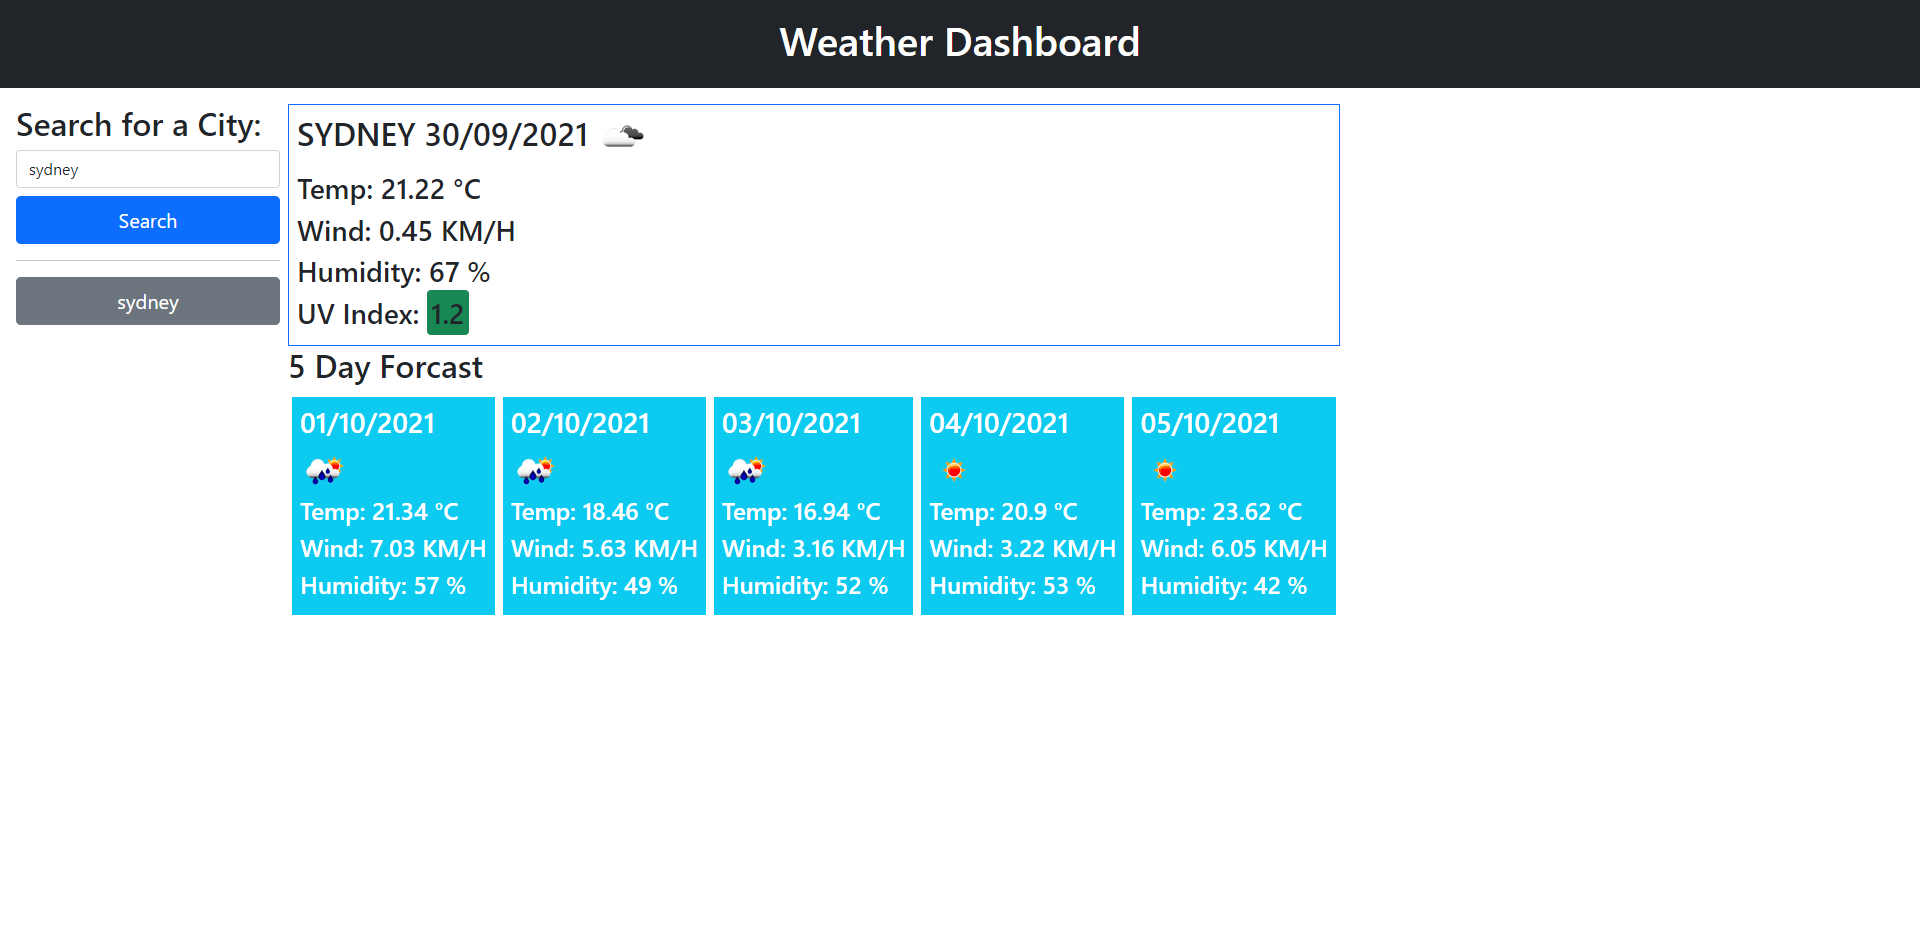 Weather Dashboard
Search for a City:
sydney
Search
sydney
SYDNEY 30/09/2021
Temp: 21.22 °C
Wind: 0.45 KM/H
Humidity: 67 %
UV Index: 1.2
5 Day Forcast
01/10/2021
Temp: 21.34 °C
Wind: 7.03 KM/H
Humidity: 57 %
02/10/2021
Temp: 18.46 °C
Wind: 5.63 KM/H
Humidity: 49 %
03/10/2021
Temp: 16.94 °C
Wind: 3.16 KM/H
Humidity: 52 %
04/10/2021
Temp: 20.9 °C
Wind: 3.22 KM/H
Humidity: 53 %
05/10/2021
Temp: 23.62 °C
Wind: 6.05 KM/H
Humidity: 42 %